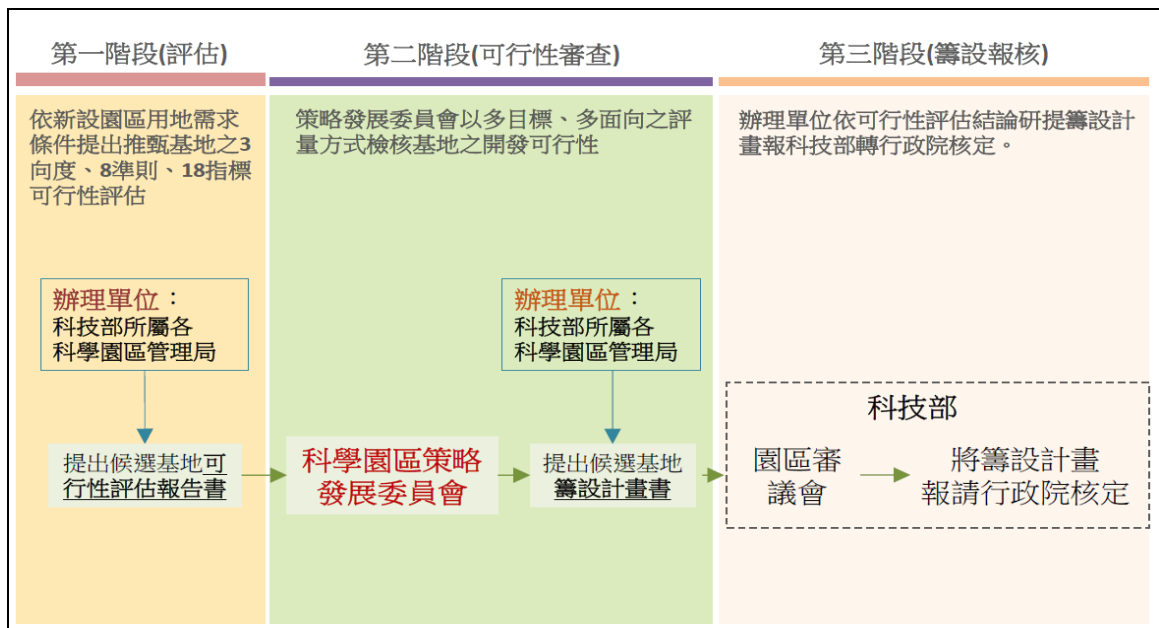 第一階段(評估)
第二階段(可行性審查)
第三階段(籌設報核)
依新設園區用地需求
條件提出推甄基地之3
向度、8準則、18指標
可行性評估
策略發展委員會以多目標、多面向之評
量方式檢核基地之開發可行性
辦理單位依可行性評估結論研提籌設計
畫報科技部轉行政院核定。
辦理單位：
科技部所屬各
科學園區管理局
辦理單位：
科技部所屬各
科學園區管理局
提出候選基地可
行性評估報告書
科學園區策略
發展委員會
提出候選基地
籌設計畫書
科技部
園區審
議會
將籌設計畫
報請行政院核定